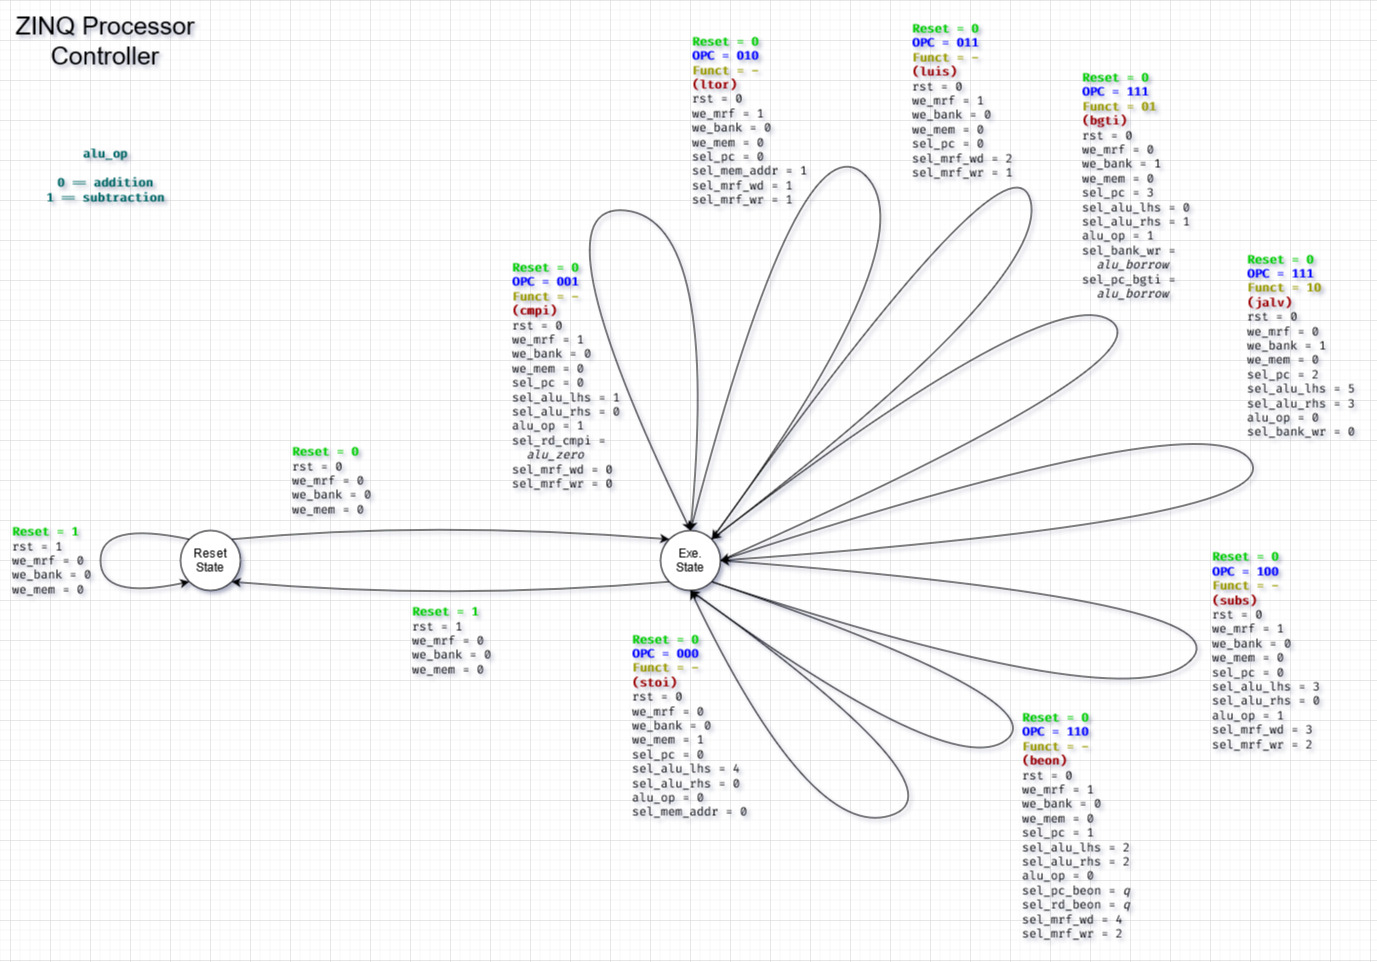 ZINQ Processor
Controller
alu_op
0 == addition
1 == subtraction
Reset = 0
OPC = 010
Funct = -
(ltor)
rst = 0
we_mrf = 1
we_bank = 0
we_mem = 0
sel_pc = 0
sel_mem_addr = 1
sel_mrf_wd = 1
sel_mrf_wr = 1
Reset = 0
OPC = 011
Funct = -
(luis)
rst = 0
we_mrf = 1
we_bank = 0
we_mem = 0
sel_pc = 0
sel_mrf_wd = 2
sel_mrf_wr = 1
Reset = 0
OPC = 111
Funct = 01
(bgti)
rst = 0
we_mrf = 0
we_bank = 1
we_mem = 0
sel_pc = 3
sel_alu_lhs = 0
sel_alu_rhs = 1
alu_op = 1
sel_bank_wr =
alu_borrow
sel_pc_bgti =
alu_borrow
Reset = 0
OPC = 111
Funct = 10
(jalv)
rst = 0
we_mrf = 0
we_bank = 1
we_mem = 0
sel_pc = 2
sel_alu_lhs = 5
sel_alu_rhs = 3
alu_op = 0
sel_bank_wr = 0
Reset = 0
OPC = 001
Funct = -
(cmpi)
rst = 0
we_mrf = 1
we_bank = 0
we_mem = 0
sel_pc = 0
sel_alu_lhs = 1
sel_alu_rhs = 0
alu_op = 1
sel_rd_cmpi =
alu_zero
sel_mrf_wd = 0
sel_mrf_wr = 0
Reset = 0
rst = 0
we_mrf = 0
we_bank = 0
we_mem = 0
Reset = 1
rst = 1
we_mrf = 0
we_bank = 0
we_mem = 0
Reset
State
Exe.
State
Reset = 1
rst = 1
we_mrf = 0
we_bank = 0
we_mem = 0
Reset = 0
OPC = 000
Funct = -
(stoi)
rst = 0
we_mrf = 0
we_bank = 0
we_mem = 1
sel_pc = 0
sel_alu_lhs = 4
sel_alu_rhs = 0
alu_op = 0
sel_mem_addr = 0
Reset = 0
OPC = 100
Funct = -
(subs)
rst = 0
we_mrf = 1
we_bank = 0
we_mem = 0
sel_pc = 0
sel_alu_lhs = 3
sel_alu_rhs = 0
alu_op = 1
sel_mrf_wd = 3
sel_mrf_wr = 2
Reset = 0
OPC = 110
Funct = -
(beon)
rst = 0
we_mrf = 1
we_bank = 0
we_mem = 0
sel_pc = 1
sel_alu_lhs = 2
sel_alu_rhs = 2
alu_op = 0
sel_pc_beon = q
sel_rd_beon = q
sel_mrf_wd = 4
sel_mrf_wr = 2